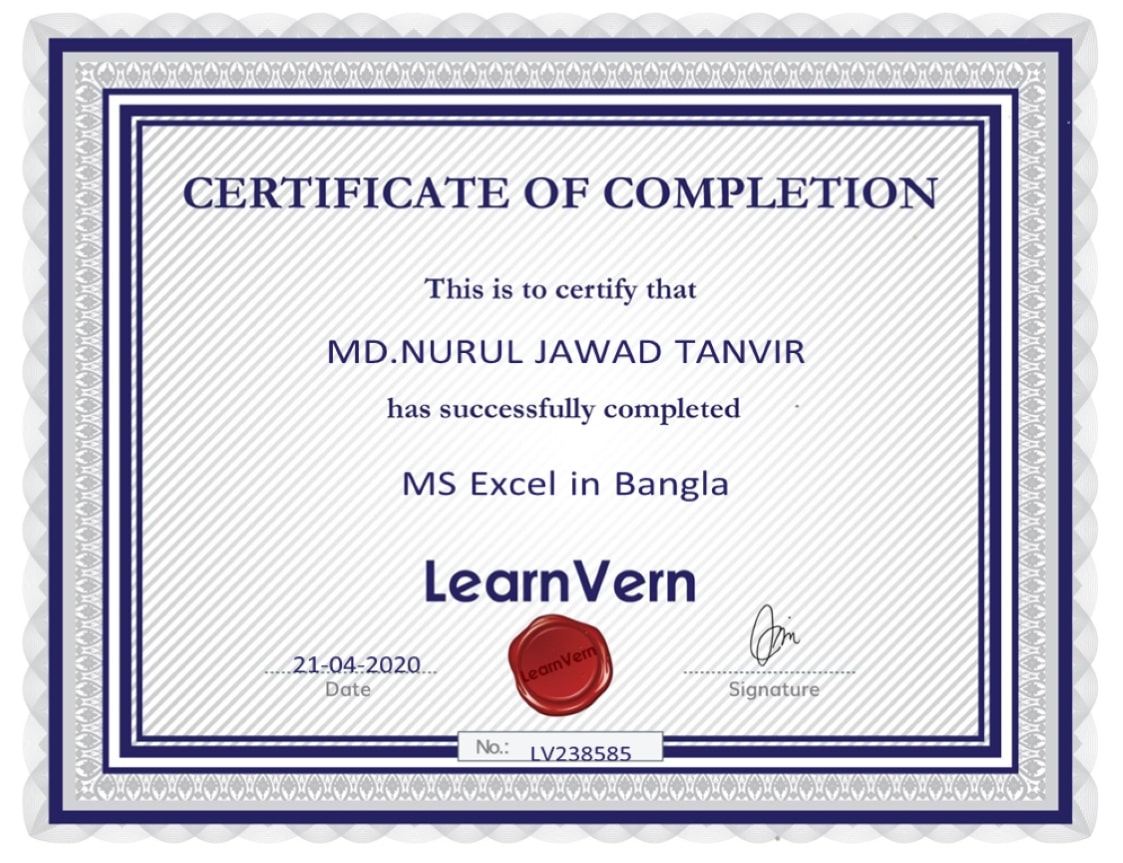 CERTIFICATE OF COMPLETION
This is to certify that
MD.NURUL JAWAD TANVIR
has successfully completed
MS Excel in Bangla
LearnVern
LearnVern
21-04-2020
Date
Signature
No.: LV238585